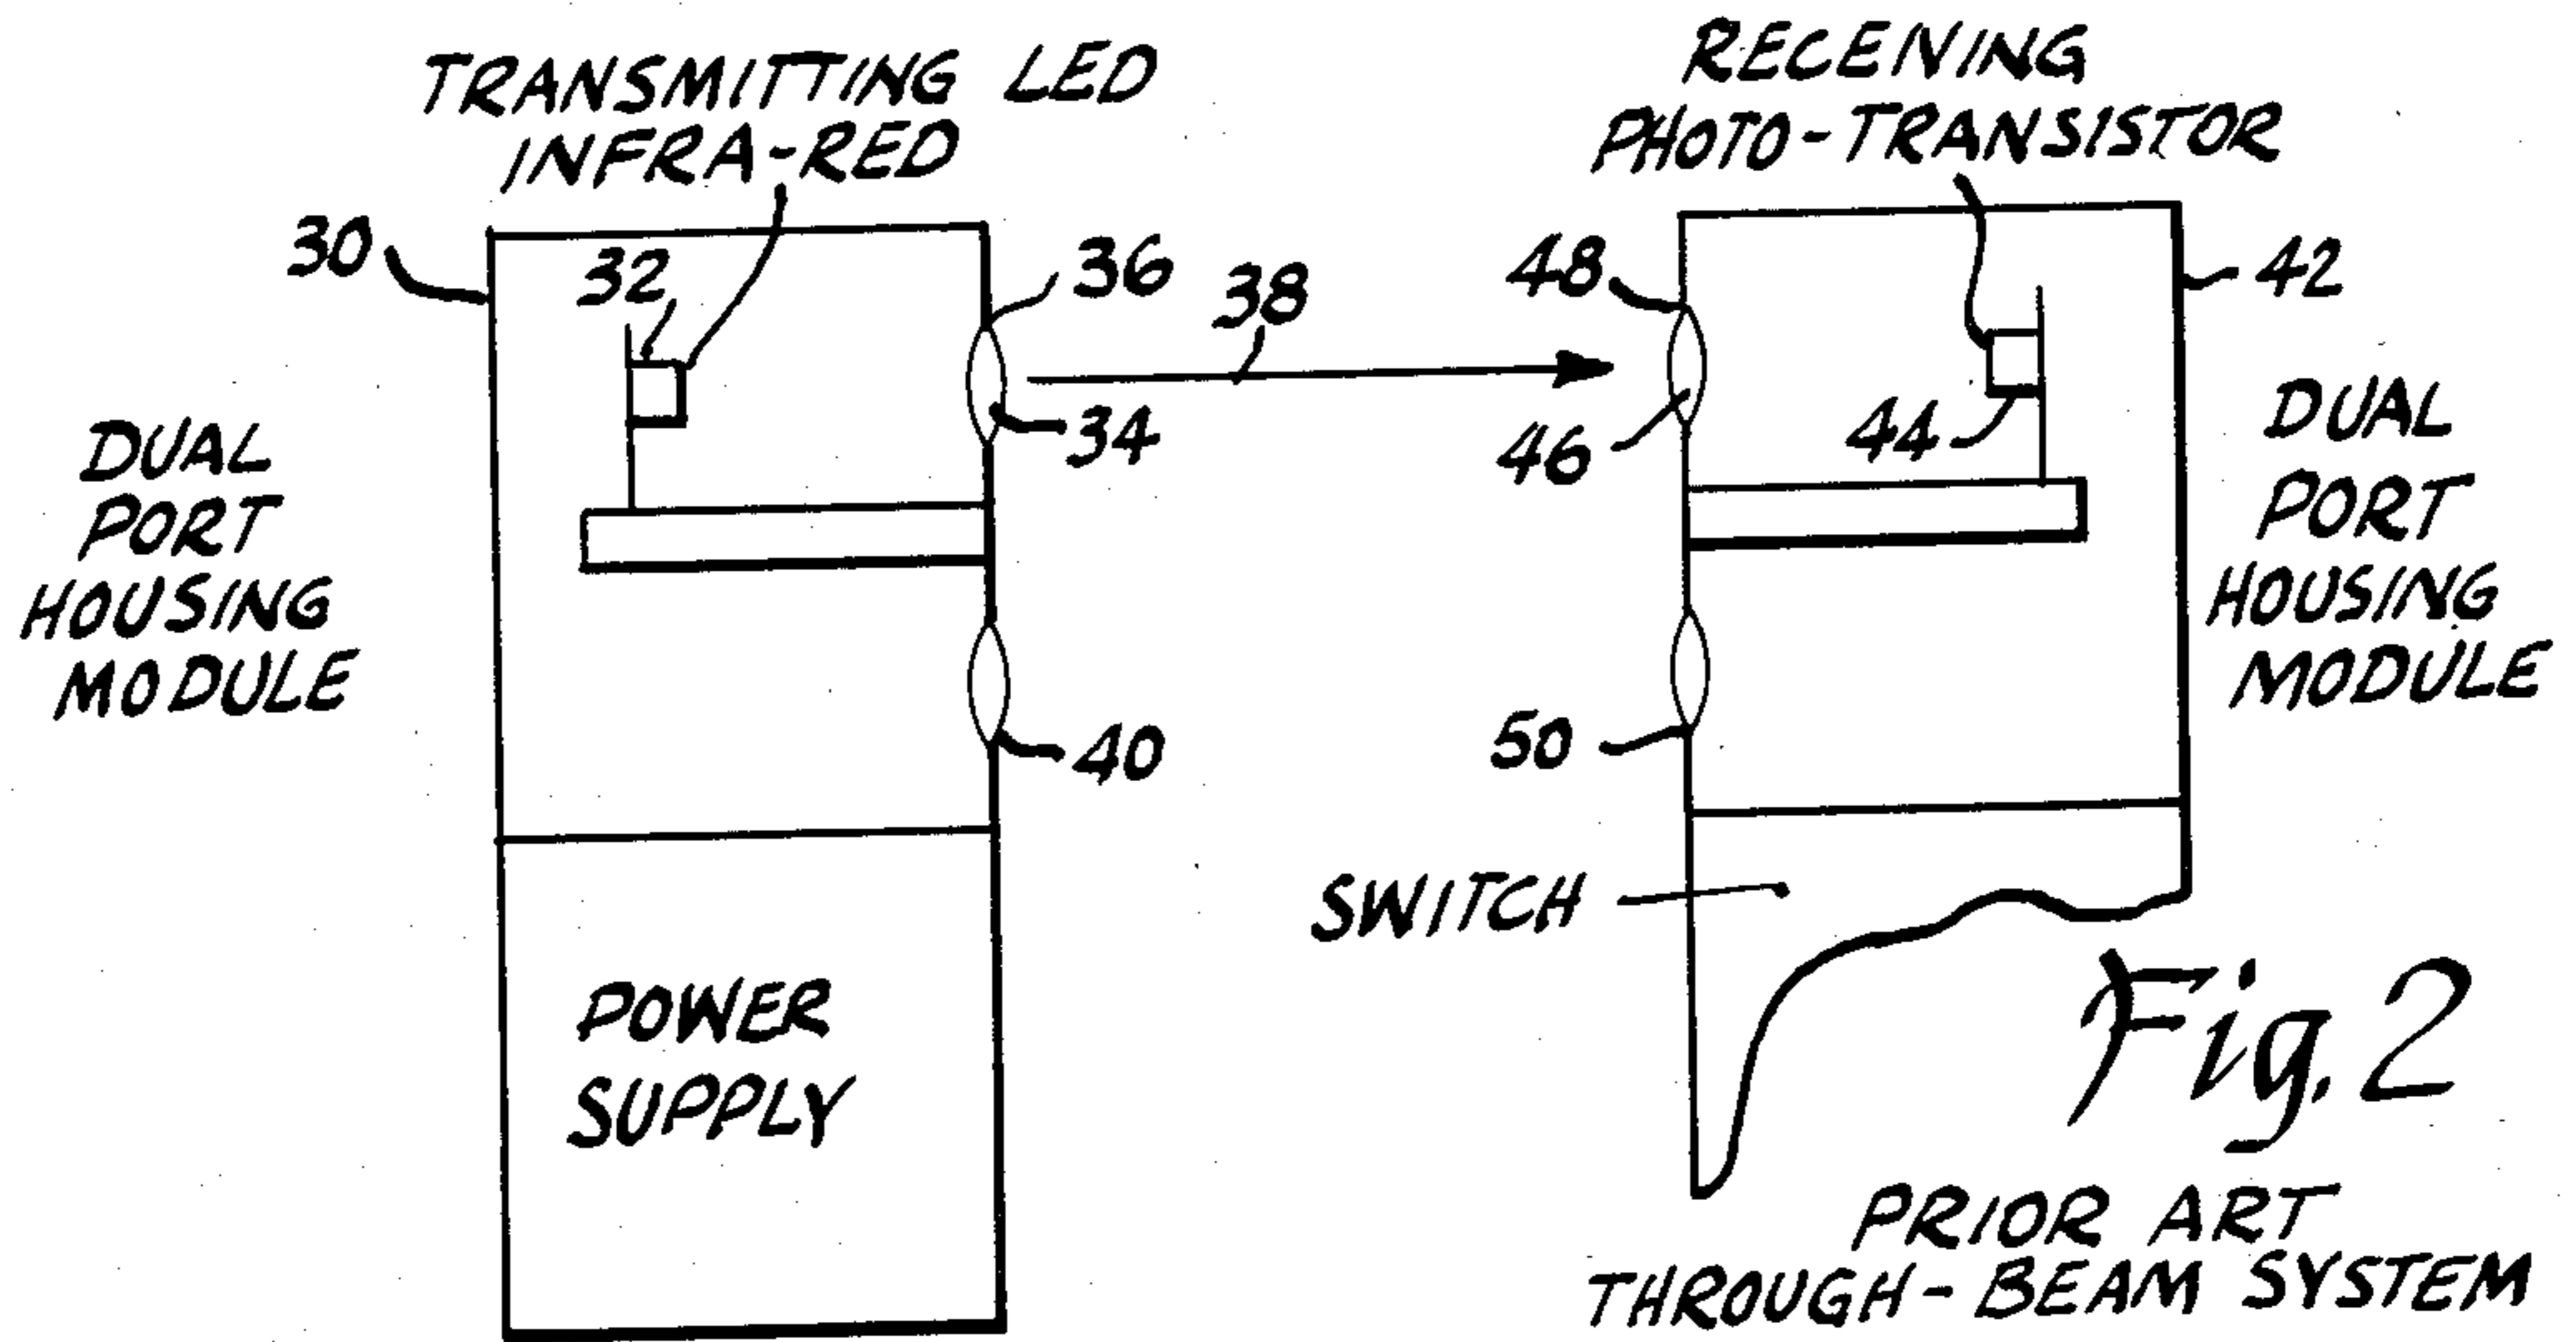 TRANSMITTING LED
INFRA-RED
RECEIVING
PHOTO-TRANSISTOR
30
32
36
38
48
42
34
46
44
DUAL
PORT
HOUSING
MODULE
DUAL
PORT
HOUSING
MODULE
40
50
SWITCH
POWER
SUPPLY
Fig. 2
PRIOR ART
THROUGH-BEAM SYSTEM